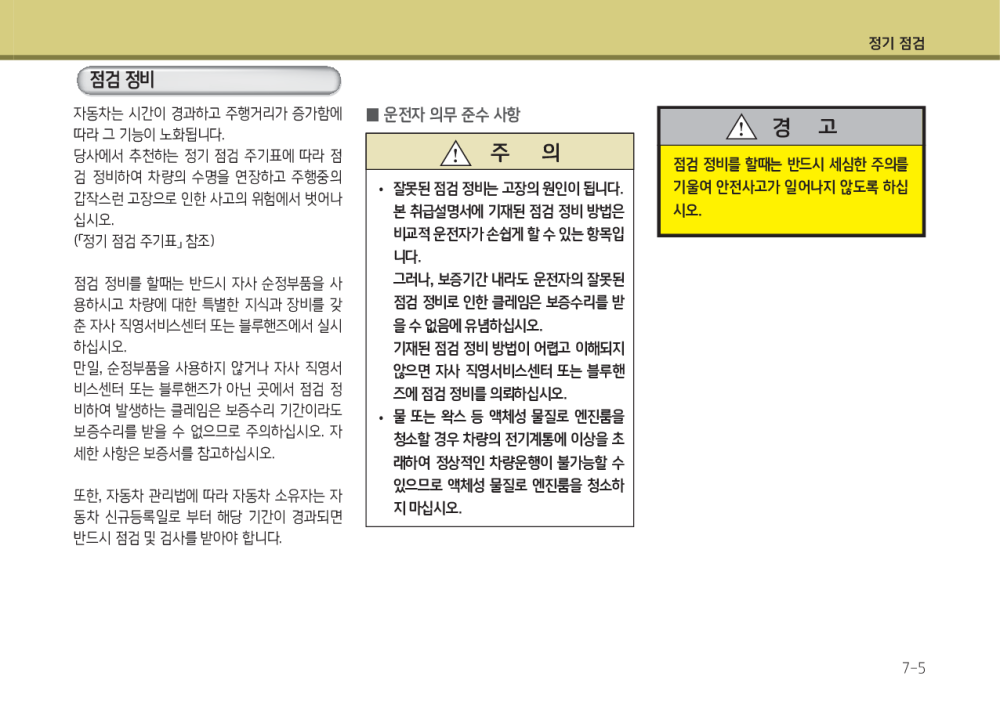 정기 점검
점검 정비
자동차는 시간이 경과하고 주행거리가 증가함에
따라 그 기능이 노화됩니다.
당사에서 추천하는 정기 점검 주기표에 따라 점
검 정비하여 차량의 수명을 연장하고 주행중의
갑작스런 고장으로 인한 사고의 위험에서 벗어나
십시오.
(「정기 점검 주기표」 참조)
점검 정비를 할때는 반드시 자사 순정부품을 사
용하시고 차량에 대한 특별한 지식과 장비를 갖
춘 자사 직영서비스센터 또는 블루핸즈에서 실시
하십시오.
만일, 순정부품을 사용하지 않거나 자사 직영서
비스센터 또는 블루핸즈가 아닌 곳에서 점검 정
비하여 발생하는 클레임은 보증수리 기간이라도
보증수리를 받을 수 없으므로 주의하십시오. 자
세한 사항은 보증서를 참고하십시오.
또한, 자동차 관리법에 따라 자동차 소유자는 자
동차 신규등록일로 부터 해당 기간이 경과되면
반드시 점검 및 검사를 받아야 합니다.
■ 운전자 의무 준수 사항
주 의
• 잘못된 점검 정비는 고장의 원인이 됩니다.
본 취급설명서에 기재된 점검 정비 방법은
비교적 운전자가 손쉽게 할 수 있는 항목입
니다.
그러나, 보증기간 내라도 운전자의 잘못된
점검 정비로 인한 클레임은 보증수리를 받
을 수 없음에 유념하십시오.
기재된 점검 정비 방법이 어렵고 이해되지
않으면 자사 직영서비스센터 또는 블루핸
즈에 점검 정비를 의뢰하십시오.
• 물 또는 왁스 등 액체성 물질로 엔진룸을
청소할 경우 차량의 전기계통에 이상을 초
래하여 정상적인 차량운행이 불가능할 수
있으므로 액체성 물질로 엔진룸을 청소하
지 마십시오.
경 고
점검 정비를 할때는 반드시 세심한 주의를
기울여 안전사고가 일어나지 않도록 하십
시오.
7-5